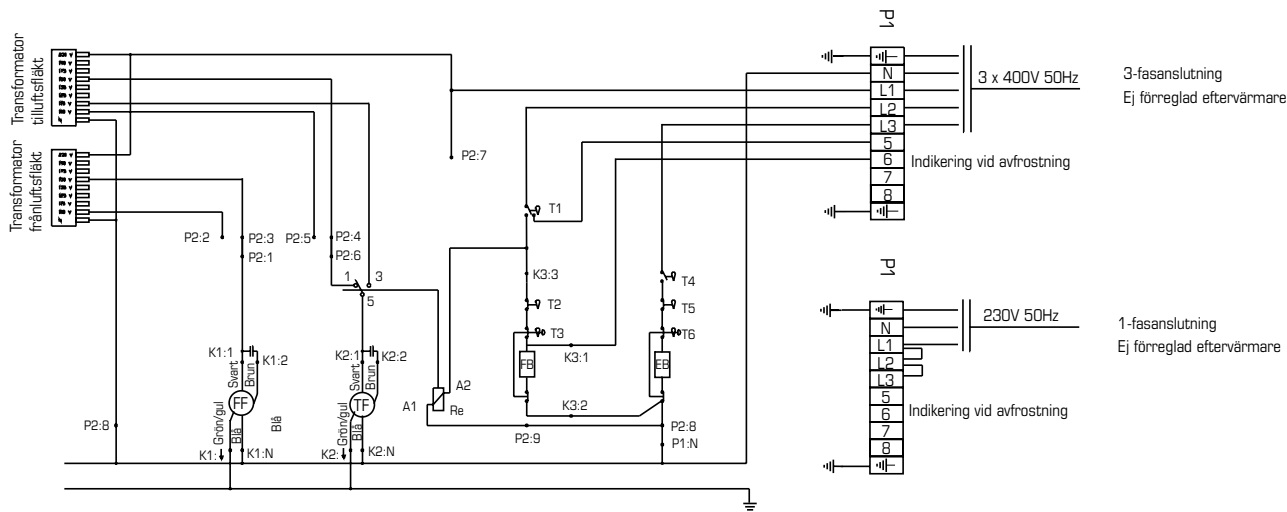 P1
Transformator
tilluftsfläkt
Transformator
frånluftsfläkt
N
L1
L2
L3
5
6
7
8
3 x 400V 50Hz
3-fasanslutning
Ej förreglad eftervärmare
Indikering vid avfrostning
P2:7
T1
P2:2
P2:3
P2:5
P2:4
P2:1
P2:6
1
3
5
K3:3
T2
T3
T4
T5
T6
FB
EB
K3:1
K3:2
K1:1
K1:2
K2:1
K2:2
Svart
Brun
Svart
Brun
FF
TF
Grön/gul
Blå
Blå
Grön/gul
Blå
A1
A2
Re
P2:8
P2:9
P2:8
P1:N
K1:
K1:N
K2:
K2:N
P1
N
L1
L2
L3
5
6
7
8
230V 50Hz
1-fasanslutning
Ej förreglad eftervärmare
Indikering vid avfrostning